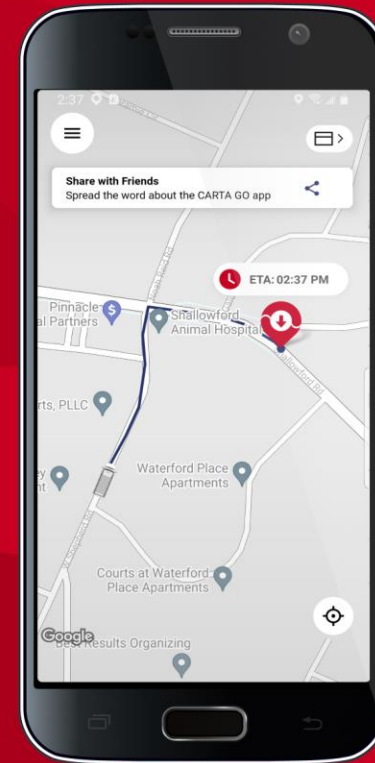 2:37
Share with Friends
Spread the word about the CARTA GO app
ETA: 02:37 PM
Pinnacle
al Partners
Shallowford
Animal Hospital
Shallowford Rd
rts, PLLC
Waterford Place
Apartments
Courts at Waterford
Place Apartments
Google
Best Results Organizing